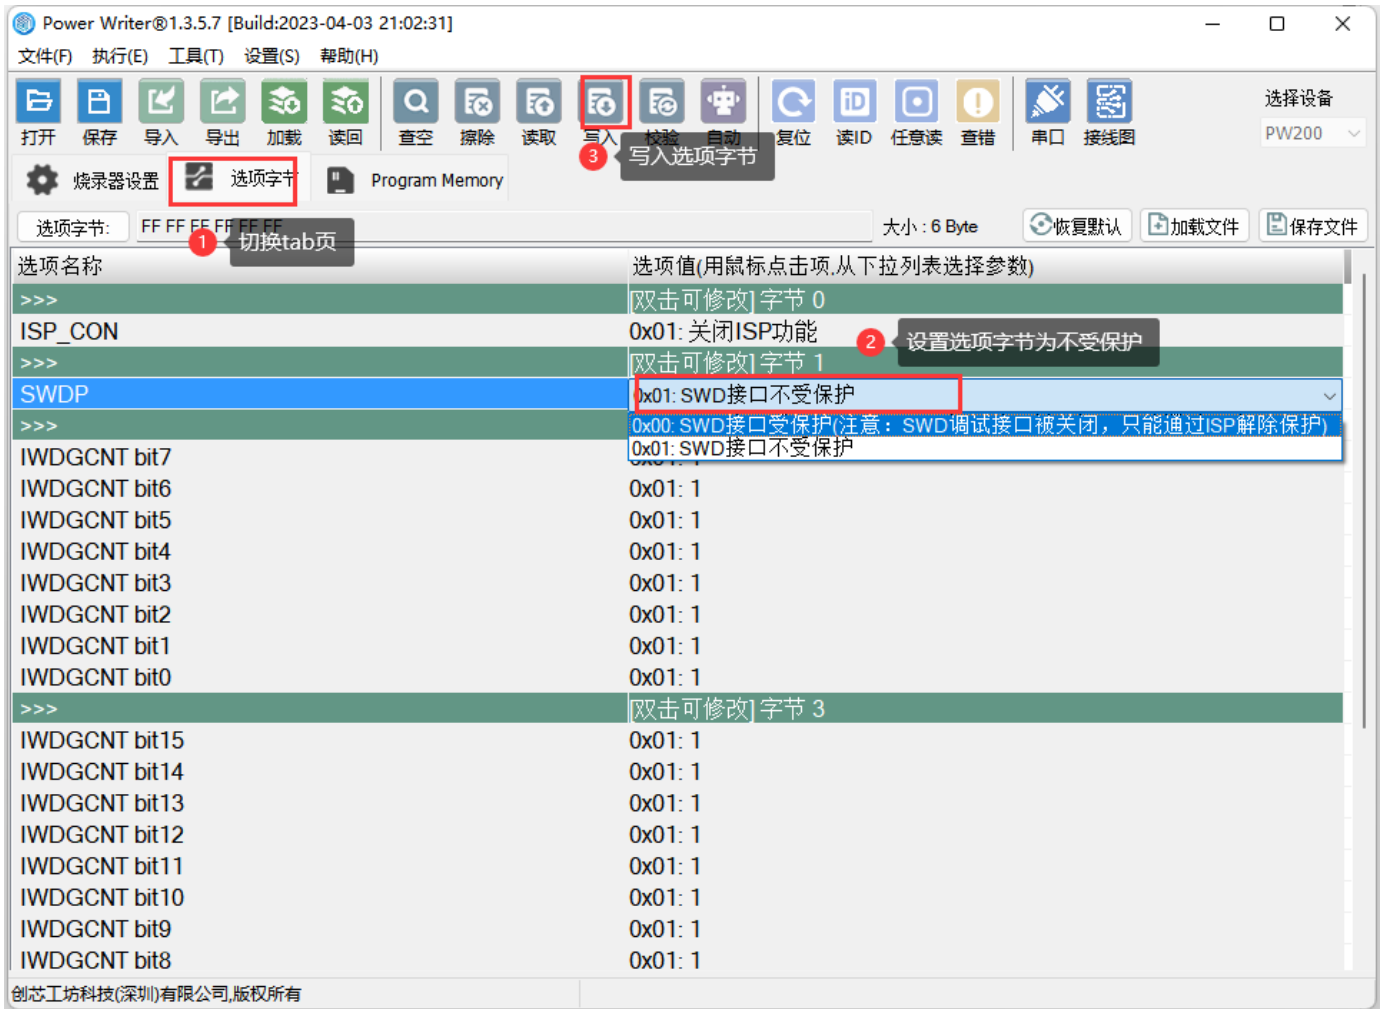 Power Writer®1.3.5.7 [Build:2023-04-03 21:02:31]
文件(F) 执行(E) 工具(T) 设置(S) 帮助(H)
打开 保存 导入 导出 加载 读回 查空 擦除 读取 写入 校验 自动 复位 读ID 任意读 查错 串口 接线图
选择设备
PW200
3 写入选项字节
烧录器设置 选项字节 Program Memory
选项字节: FF FF FF FF FF FF 大小 : 6 Byte 恢复默认 加载文件 保存文件
1 切换tab页
选项名称 选项值(用鼠标点击项.从下拉列表选择参数)
>>> [双击可修改] 字节 0
ISP_CON 0x01: 关闭ISP功能
2 设置选项字节为不受保护
>>> [双击可修改] 字节 1
SWDP 0x01: SWD接口不受保护
>>>
0x00: SWD接口受保护(注意：SWD调试接口被关闭，只能通过ISP解除保护)
0x01: SWD接口不受保护
IWDGCNT bit7 0x01: 1
IWDGCNT bit6 0x01: 1
IWDGCNT bit5 0x01: 1
IWDGCNT bit4 0x01: 1
IWDGCNT bit3 0x01: 1
IWDGCNT bit2 0x01: 1
IWDGCNT bit1 0x01: 1
IWDGCNT bit0 0x01: 1
>>> [双击可修改] 字节 3
IWDGCNT bit15 0x01: 1
IWDGCNT bit14 0x01: 1
IWDGCNT bit13 0x01: 1
IWDGCNT bit12 0x01: 1
IWDGCNT bit11 0x01: 1
IWDGCNT bit10 0x01: 1
IWDGCNT bit9 0x01: 1
IWDGCNT bit8 0x01: 1
创芯工坊科技(深圳)有限公司,版权所有